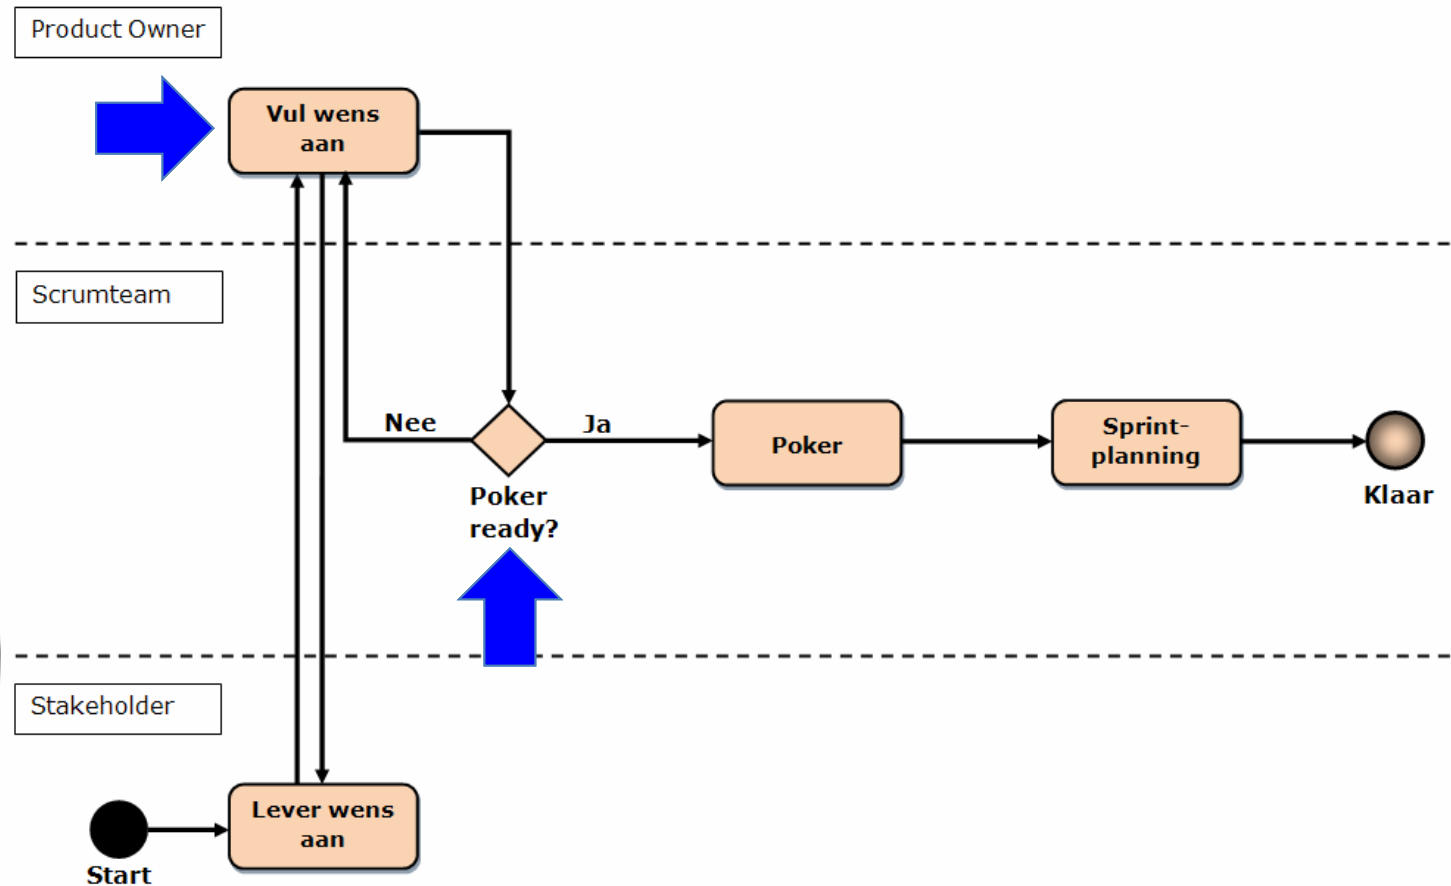 Product Owner
Vul wens
aan
Scrumteam
Nee
Ja
Poker
ready?
Poker
Sprint-
planning
Klaar
Stakeholder
Lever wens
aan
Start